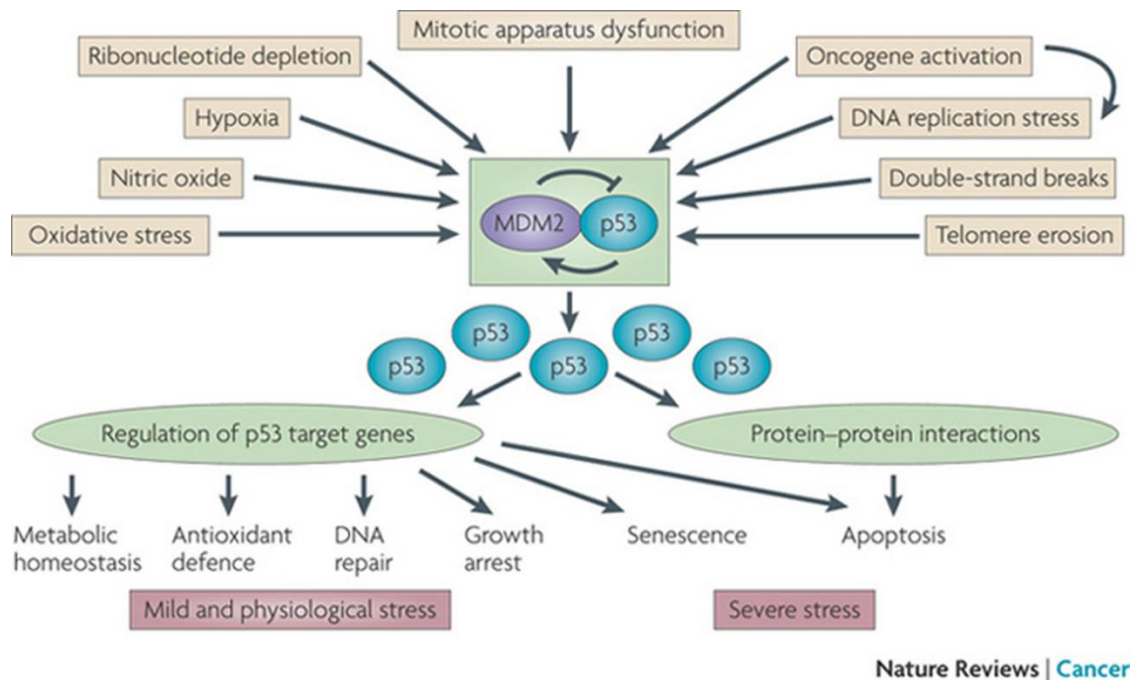 Mitotic apparatus dysfunction
Ribonucleotide depletion
Oncogene activation
Hypoxia
DNA replication stress
Nitric oxide
Double-strand breaks
Oxidative stress
Telomere erosion
MDM2
p53
p53
p53
p53
p53
p53
Regulation of p53 target genes
Protein–protein interactions
Metabolic
homeostasis
Antioxidant
defence
DNA
repair
Growth
arrest
Senescence
Apoptosis
Mild and physiological stress
Severe stress
Nature Reviews | Cancer